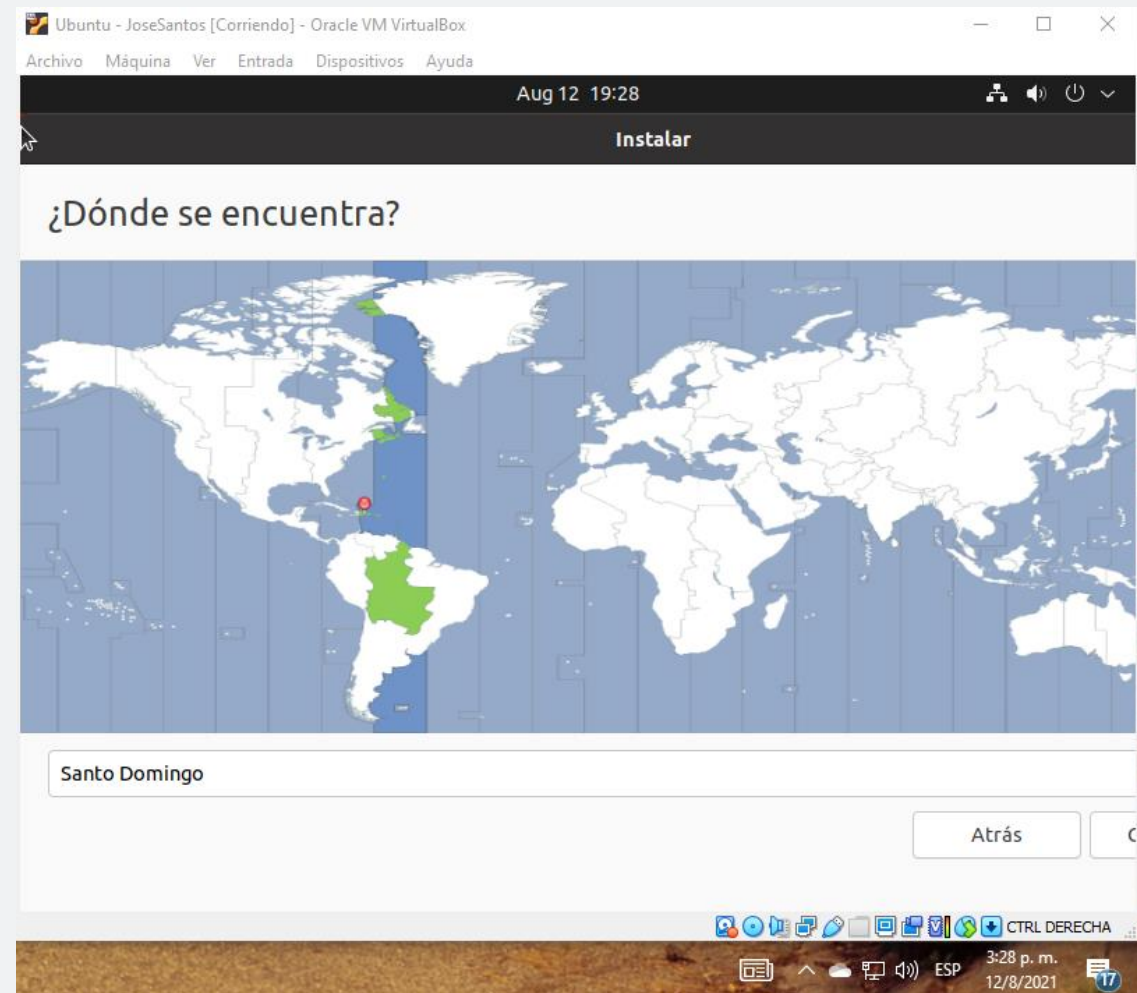 Ubuntu - JoseSantos [Corriendo] - Oracle VM VirtualBox
Archivo Máquina Ver Entrada Dispositivos Ayuda
Aug 12 19:28
Instalar
¿Dónde se encuentra?
Santo Domingo
Atrás
CTRL DERECHA
ESP
3:28 p. m.
12/8/2021
17